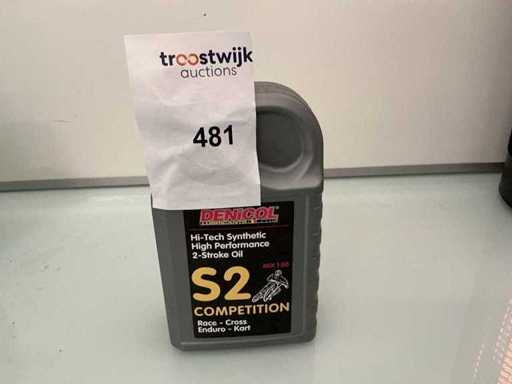 troostwijk
auctions
481
DENICOL
Hi-Tech Synthetic
High Performance
2-Stroke Oil
S2
COMPETITION
Race - Cross
Enduro - Kart